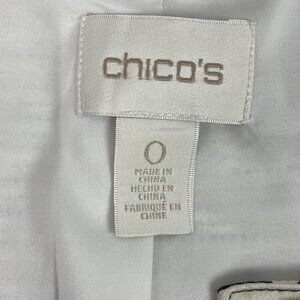 chico's
0
MADE IN
CHINA
HECHO EN
CHINA
FABRIQUÉ EN
CHINE